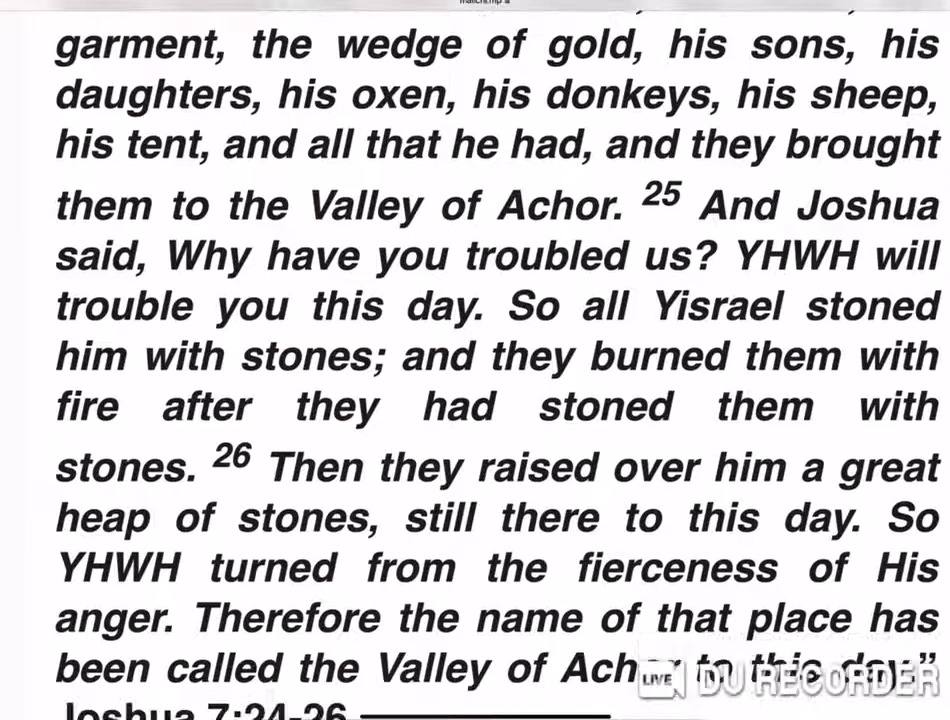 mailchi.mp
garment, the wedge of gold, his sons, his
daughters, his oxen, his donkeys, his sheep,
his tent, and all that he had, and they brought
them to the Valley of Achor. 25 And Joshua
said, Why have you troubled us? YHWH will
trouble you this day. So all Yisrael stoned
him with stones; and they burned them with
fire after they had stoned them with
stones. 26 Then they raised over him a great
heap of stones, still there to this day. So
YHWH turned from the fierceness of His
anger. Therefore the name of that place has
been called the Valley of Achor to this day."
LIVE DU RECORDER
Joshua 7:24-26